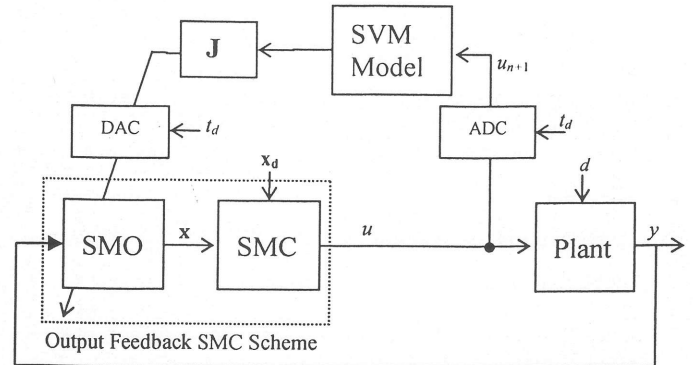 J
SVM
Model
u_{n+1}
DAC
t_d
ADC
t_d
x_d
d
SMO
x
SMC
u
Plant
y
Output Feedback SMC Scheme